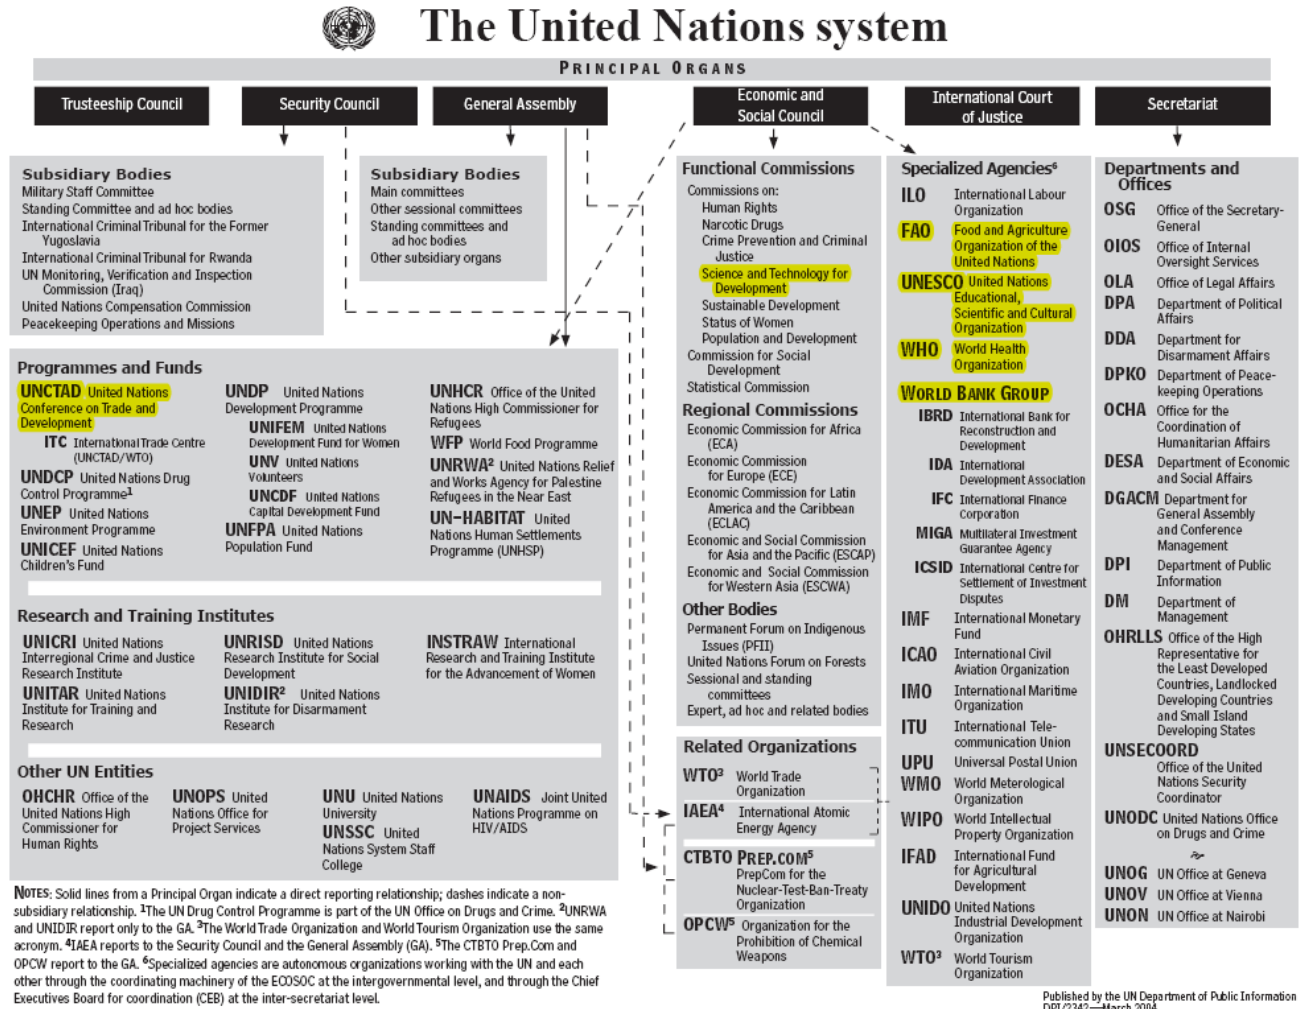 The United Nations system
PRINCIPAL ORGANS
Trusteeship Council
Security Council
General Assembly
Economic and
Social Council
International Court
of Justice
Secretariat
Subsidiary Bodies
Military Staff Committee
Standing Committee and ad hoc bodies
International Criminal Tribunal for the Former
Yugoslavia
International Criminal Tribunal for Rwanda
UN Monitoring, Verification and Inspection
Commission (Iraq)
United Nations Compensation Commission
Peacekeeping Operations and Missions
Subsidiary Bodies
Main committees
Other sessional committees
Standing committees and
ad hoc bodies
Other subsidiary organs
Programmes and Funds
UNCTAD United Nations
Conference on Trade and
Development
ITC International Trade Centre
(UNCTAD/WTO)
UNDCP United Nations Drug
Control Programme¹
UNEP United Nations
Environment Programme
UNICEF United Nations
Children's Fund
UNDP United Nations
Development Programme
UNIFEM United Nations
Development Fund for Women
UNV United Nations
Volunteers
UNCDF United Nations
Capital Development Fund
UNFPA United Nations
Population Fund
UNHCR Office of the United
Nations High Commissioner for
Refugees
WFP World Food Programme
UNRWA² United Nations Relief
and Works Agency for Palestine
Refugees in the Near East
UN-HABITAT United
Nations Human Settlements
Programme (UNHSP)
Research and Training Institutes
UNICRI United Nations
Interregional Crime and Justice
Research Institute
UNITAR United Nations
Institute for Training and
Research
UNRISD United Nations
Research Institute for Social
Development
UNIDIR² United Nations
Institute for Disarmament
Research
INSTRAW International
Research and Training Institute
for the Advancement of Women
Other UN Entities
OHCHR Office of the
United Nations High
Commissioner for
Human Rights
UNOPS United
Nations Office for
Project Services
UNU United Nations
University
UNSSC United
Nations System Staff
College
UNAIDS Joint United
Nations Programme on
HIV/AIDS
NOTES: Solid lines from a Principal Organ indicate a direct reporting relationship; dashes indicate a non-
subsidiary relationship. ¹The UN Drug Control Programme is part of the UN Office on Drugs and Crime. ²UNRWA
and UNIDIR report only to the GA. ³The World Trade Organization and World Tourism Organization use the same
acronym. ⁴IAEA reports to the Security Council and the General Assembly (GA). ⁵The CTBTO Prep.Com and
OPCW report to the GA. ⁶Specialized agencies are autonomous organizations working with the UN and each
other through the coordinating machinery of the ECOSOC at the intergovernmental level, and through the Chief
Executives Board for coordination (CEB) at the inter-secretariat level.
Functional Commissions
Commissions on:
Human Rights
Narcotic Drugs
Crime Prevention and Criminal
Justice
Science and Technology for
Development
Sustainable Development
Status of Women
Population and Development
Commission for Social
Development
Statistical Commission
Regional Commissions
Economic Commission for Africa
(ECA)
Economic Commission
for Europe (ECE)
Economic Commission for Latin
America and the Caribbean
(ECLAC)
Economic and Social Commission
for Asia and the Pacific (ESCAP)
Economic and Social Commission
for Western Asia (ESCWA)
Other Bodies
Permanent Forum on Indigenous
Issues (PFII)
United Nations Forum on Forests
Sessional and standing
committees
Expert, ad hoc and related bodies
Related Organizations
WTO³ World Trade
Organization
IAEA⁴ International Atomic
Energy Agency
CTBTO PREP.COM⁵
PrepCom for the
Nuclear-Test-Ban-Treaty
Organization
OPCW⁵ Organization for the
Prohibition of Chemical
Weapons
Specialized Agencies⁶
ILO International Labour
Organization
FAO Food and Agriculture
Organization of the
United Nations
UNESCO United Nations
Educational,
Scientific and Cultural
Organization
WHO World Health
Organization
WORLD BANK GROUP
IBRD International Bank for
Reconstruction and
Development
IDA International
Development Association
IFC International Finance
Corporation
MIGA Multilateral Investment
Guarantee Agency
ICSID International Centre for
Settlement of Investment
Disputes
IMF International Monetary
Fund
ICAO International Civil
Aviation Organization
IMO International Maritime
Organization
ITU International Tele-
communication Union
UPU Universal Postal Union
WMO World Meterological
Organization
WIPO World Intellectual
Property Organization
IFAD International Fund
for Agricultural
Development
UNIDO United Nations
Industrial Development
Organization
WTO³ World Tourism
Organization
Departments and
Offices
OSG Office of the Secretary-
General
OIOS Office of Internal
Oversight Services
OLA Office of Legal Affairs
DPA Department of Political
Affairs
DDA Department for
Disarmament Affairs
DPKO Department of Peace-
keeping Operations
OCHA Office for the
Coordination of
Humanitarian Affairs
DESA Department of Economic
and Social Affairs
DGACM Department for
General Assembly
and Conference
Management
DPI Department of Public
Information
DM Department of
Management
OHRLLS Office of the High
Representative for
the Least Developed
Countries, Landlocked
Developing Countries
and Small Island
Developing States
UNSECOORD
Office of the United
Nations Security
Coordinator
UNODC United Nations Office
on Drugs and Crime
UNOG UN Office at Geneva
UNOV UN Office at Vienna
UNON UN Office at Nairobi
Published by the UN Department of Public Information
DPI/2342—March 2004